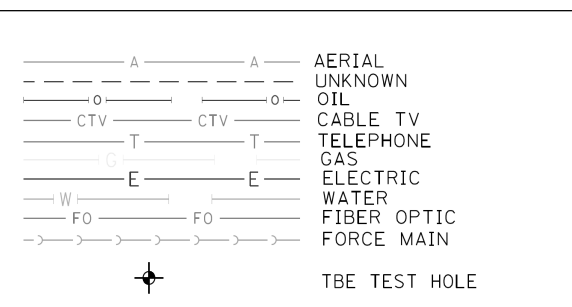 A A AERIAL
UNKNOWN
O O OIL
CTV CTV CABLE TV
T T TELEPHONE
G GAS
E E ELECTRIC
W WATER
FO FO FIBER OPTIC
FORCE MAIN
TBE TEST HOLE